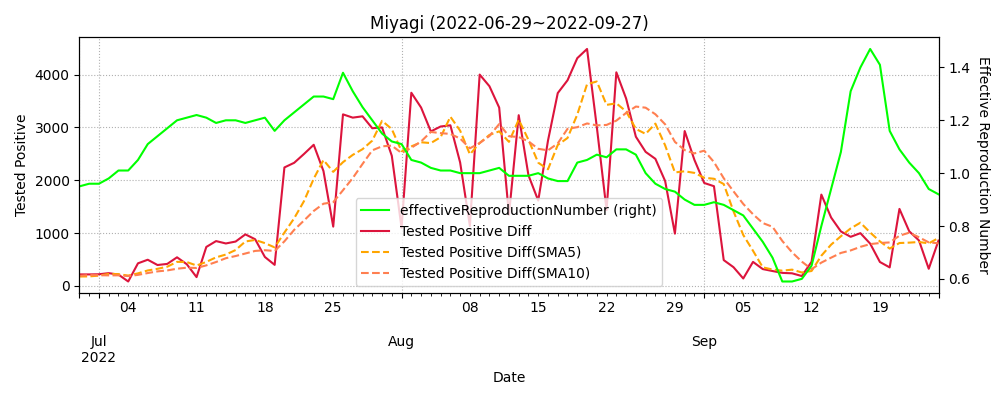 Miyagi (2022-06-29~2022-09-27)
Tested Positive
4000
3000
2000
1000
0
1.4
1.2
1.0
0.8
0.6
Effective Reproduction Number
effectiveReproductionNumber (right)
Tested Positive Diff
Tested Positive Diff(SMA5)
Tested Positive Diff(SMA10)
04 11 18 25 08 15 22 29 05 12 19
Jul Aug Sep
2022
Date